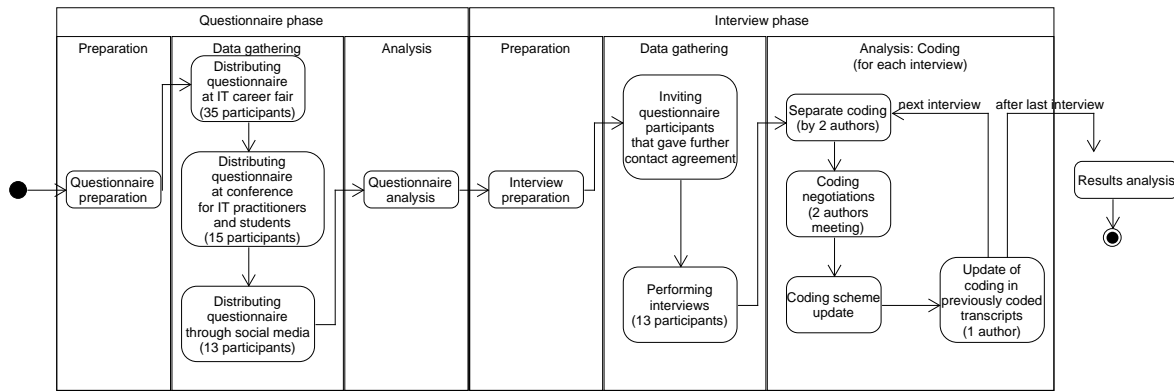 Questionnaire phase
Interview phase
Preparation
Data gathering
Analysis
Preparation
Data gathering
Analysis: Coding
(for each interview)
Questionnaire
preparation
Distributing
questionnaire
at IT career fair
(35 participants)
Distributing
questionnaire
at conference
for IT practitioners
and students
(15 participants)
Distributing
questionnaire
through social media
(13 participants)
Questionnaire
analysis
Interview
preparation
Inviting
questionnaire
participants
that gave further
contact agreement
Performing
interviews
(13 participants)
Separate coding
(by 2 authors)
Coding
negotiations
(2 authors
meeting)
Coding scheme
update
Update of
coding in
previously coded
transcripts
(1 author)
next interview
after last interview
Results analysis